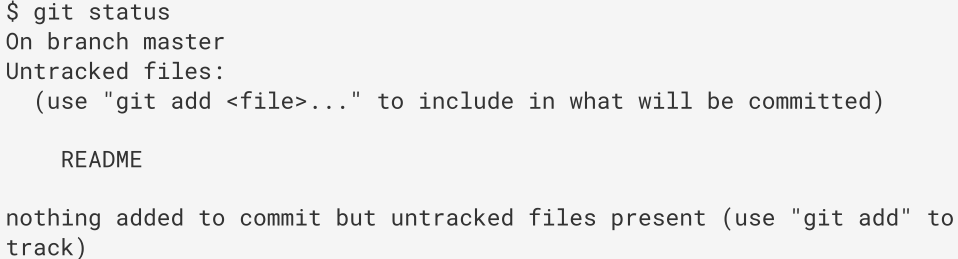 $ git status
On branch master
Untracked files:
  (use "git add <file>..." to include in what will be committed)

    README

nothing added to commit but untracked files present (use "git add" to
track)